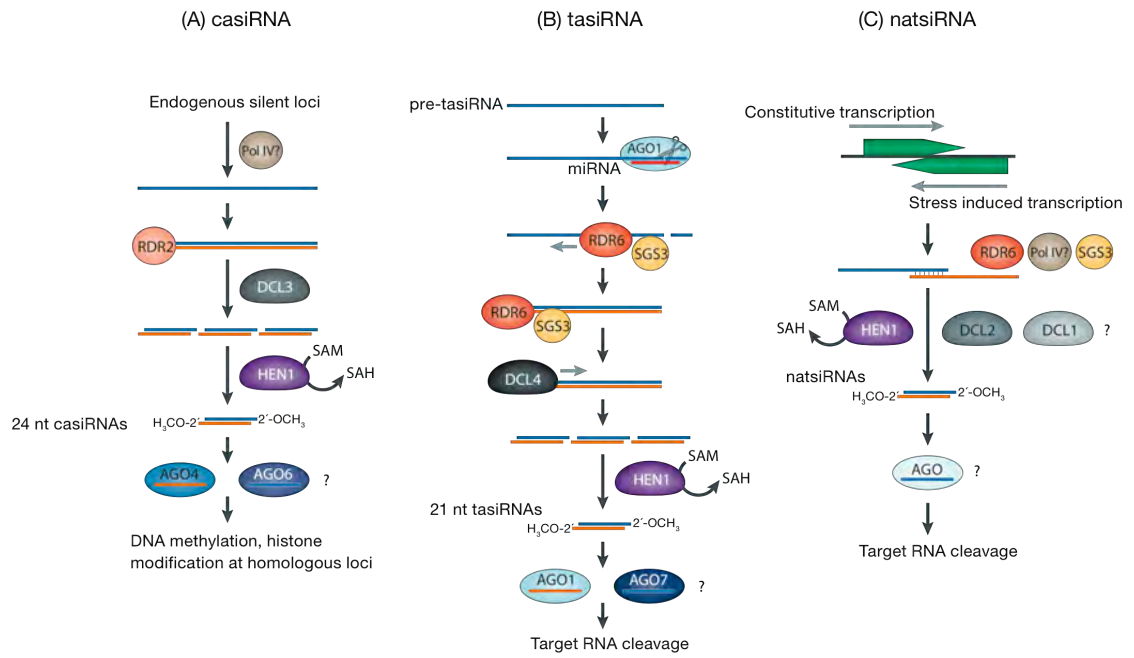 (A) casiRNA
Endogenous silent loci
Pol IV?
RDR2
DCL3
HEN1
SAM
SAH
24 nt casiRNAs
H₃CO-2´
2´-OCH₃
AGO4
AGO6
?
DNA methylation, histone
modification at homologous loci
(B) tasiRNA
pre-tasiRNA
AGO1
miRNA
RDR6
SGS3
RDR6
SGS3
DCL4
HEN1
SAM
SAH
21 nt tasiRNAs
H₃CO-2´
2´-OCH₃
AGO1
AGO7
?
Target RNA cleavage
(C) natsiRNA
Constitutive transcription
Stress induced transcription
RDR6
Pol IV?
SGS3
SAM
SAH
HEN1
DCL2
DCL1
?
natsiRNAs
H₃CO-2´
2´-OCH₃
AGO
?
Target RNA cleavage